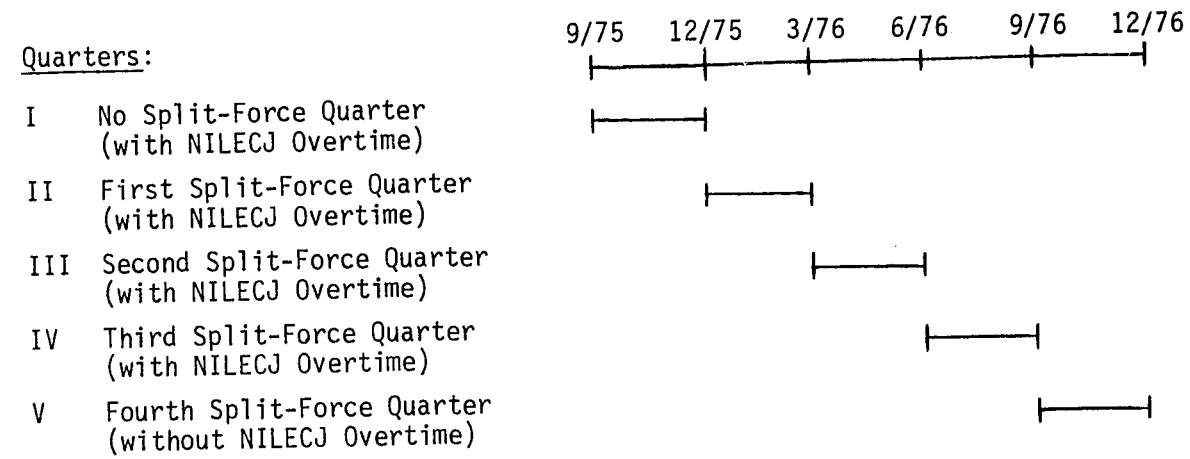 9/75 12/75 3/76 6/76 9/76 12/76
Quarters:
I No Split-Force Quarter
(with NILECJ Overtime)
II First Split-Force Quarter
(with NILECJ Overtime)
III Second Split-Force Quarter
(with NILECJ Overtime)
IV Third Split-Force Quarter
(with NILECJ Overtime)
V Fourth Split-Force Quarter
(without NILECJ Overtime)